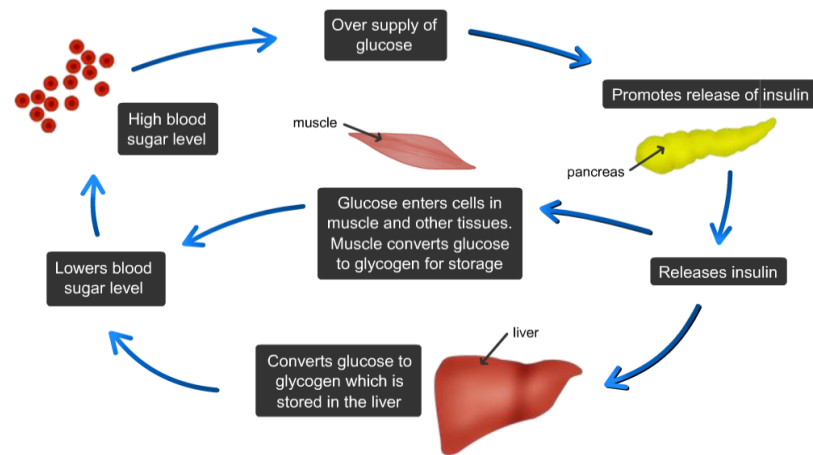 Over supply of
glucose
Promotes release of insulin
High blood
sugar level
muscle
pancreas
Glucose enters cells in
muscle and other tissues.
Muscle converts glucose
to glycogen for storage
Lowers blood
sugar level
Releases insulin
liver
Converts glucose to
glycogen which is
stored in the liver